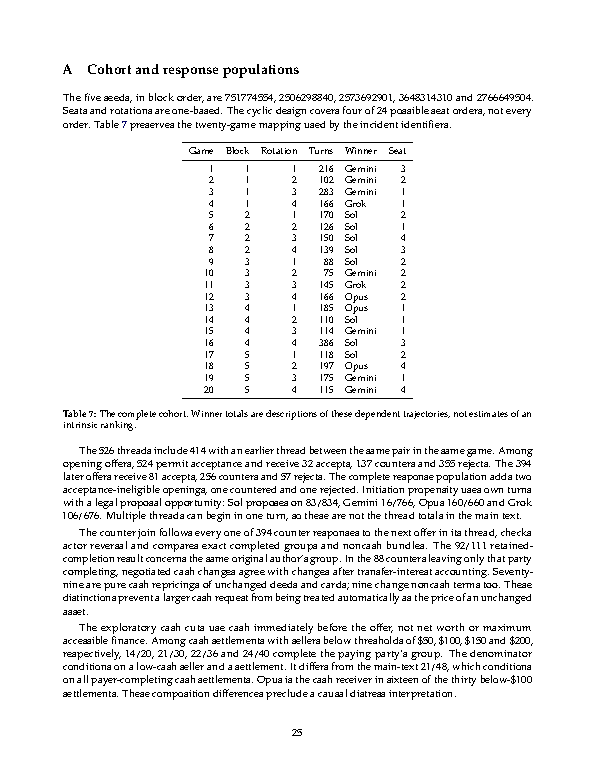 A Cohort and response populations
The five seeds, in block order, are 751774554, 2506298840, 2573692901, 3648314310 and 2766649504.
Seats and rotations are one-based. The cyclic design covers four of 24 possible seat orders, not every
order. Table 7 preserves the twenty-game mapping used by the incident identifiers.
Game Block Rotation Turns Winner Seat
1 1 1 216 Gemini 3
2 1 2 102 Gemini 2
3 1 3 283 Gemini 1
4 1 4 166 Grok 1
5 2 1 170 Sol 2
6 2 2 126 Sol 1
7 2 3 150 Sol 4
8 2 4 139 Sol 3
9 3 1 88 Sol 2
10 3 2 75 Gemini 2
11 3 3 145 Grok 2
12 3 4 166 Opus 2
13 4 1 185 Opus 1
14 4 2 110 Sol 1
15 4 3 114 Gemini 1
16 4 4 386 Sol 3
17 5 1 118 Sol 2
18 5 2 197 Opus 4
19 5 3 175 Gemini 1
20 5 4 115 Gemini 4
Table 7: The complete cohort. Winner totals are descriptions of these dependent trajectories, not estimates of an
intrinsic ranking.
The 526 threads include 414 with an earlier thread between the same pair in the same game. Among
opening offers, 524 permit acceptance and receive 32 accepts, 137 counters and 355 rejects. The 394
later offers receive 81 accepts, 256 counters and 57 rejects. The complete response population adds two
acceptance-ineligible openings, one countered and one rejected. Initiation propensity uses own turns
with a legal proposal opportunity: Sol proposes on 83/834, Gemini 16/766, Opus 160/660 and Grok
106/676. Multiple threads can begin in one turn, so these are not the thread totals in the main text.
The counter join follows every one of 394 counter responses to the next offer in its thread, checks
actor reversal and compares exact completed groups and noncash bundles. The 92/111 retained-
completion result concerns the same original author's group. In the 88 counters leaving only that party
completing, negotiated cash changes agree with changes after transfer-interest accounting. Seventy-
nine are pure cash repricings of unchanged deeds and cards; nine change noncash terms too. These
distinctions prevent a larger cash request from being treated automatically as the price of an unchanged
asset.
The exploratory cash cuts use cash immediately before the offer, not net worth or maximum
accessible finance. Among cash settlements with sellers below thresholds of $50, $100, $150 and $200,
respectively, 14/20, 21/30, 22/36 and 24/40 complete the paying party's group. The denominator
conditions on a low-cash seller and a settlement. It differs from the main-text 21/48, which conditions
on all payer-completing cash settlements. Opus is the cash receiver in sixteen of the thirty below-$100
settlements. These composition differences preclude a causal distress interpretation.
25